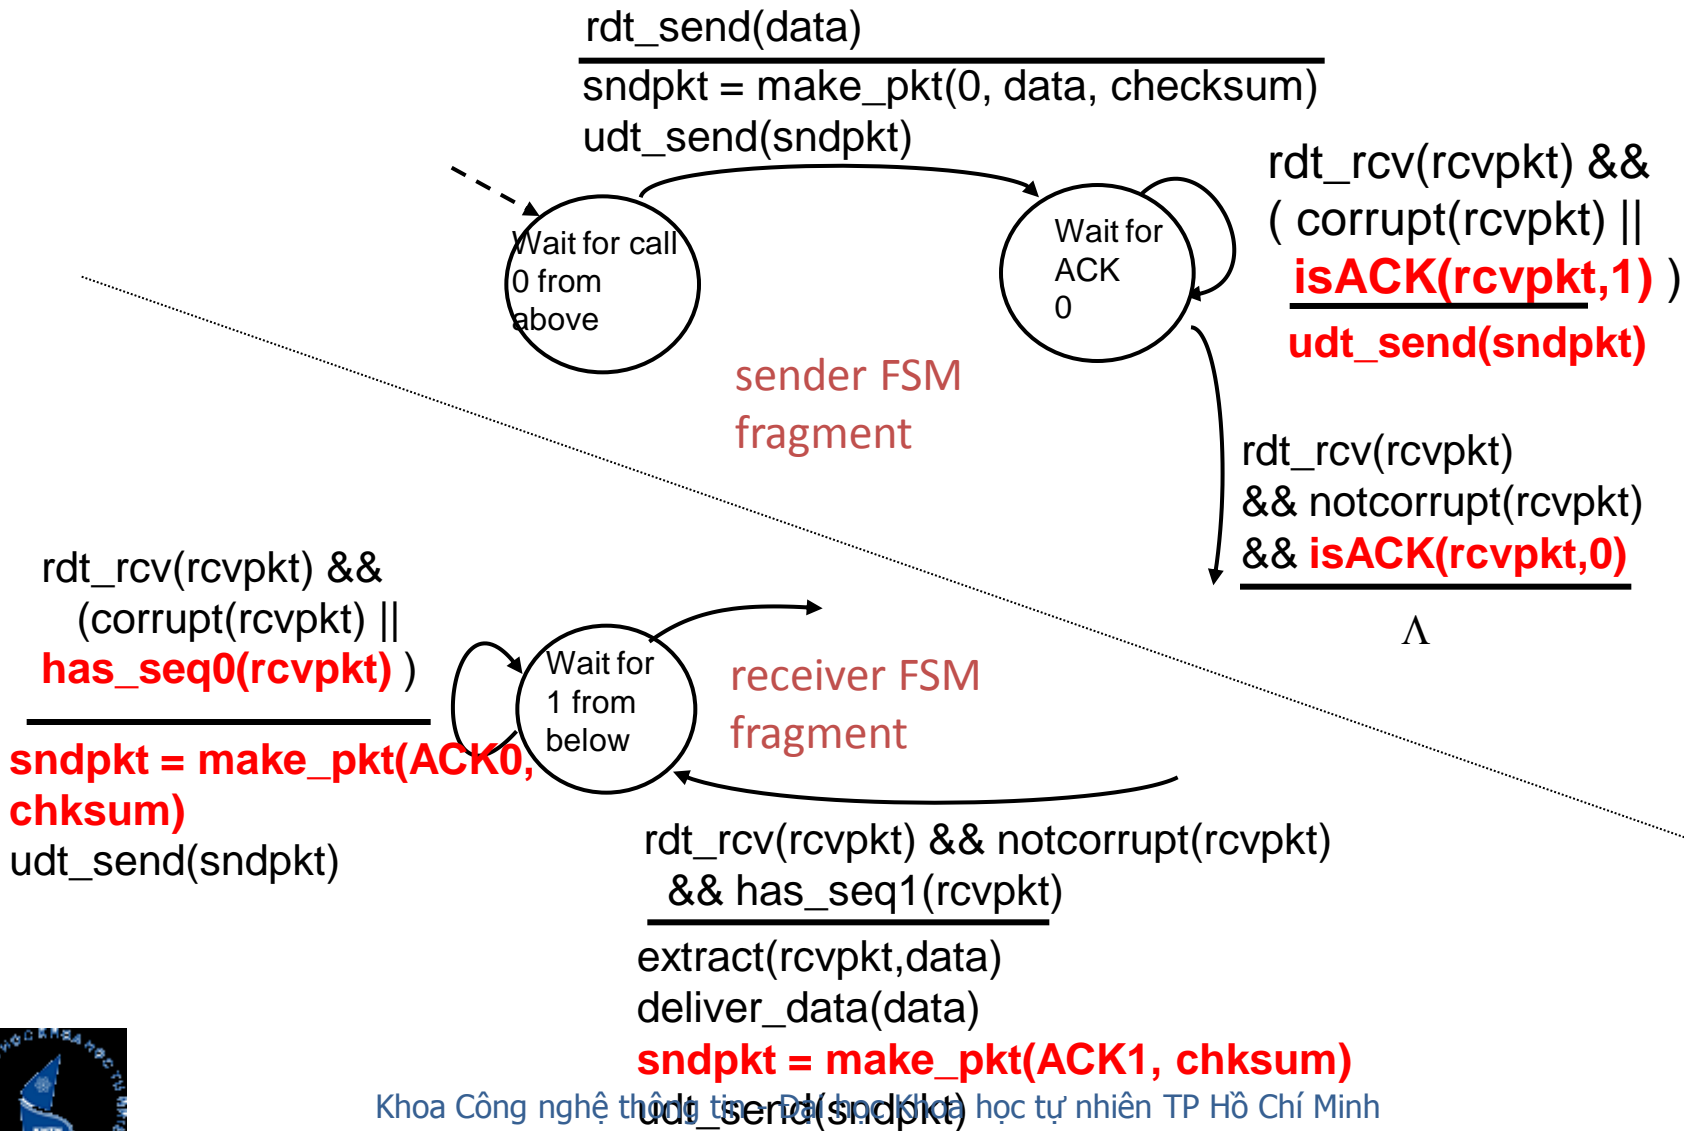 rdt_send(data)
sndpkt = make_pkt(0, data, checksum)
udt_send(sndpkt)
rdt_rcv(rcvpkt) &&
( corrupt(rcvpkt) ||
isACK(rcvpkt,1) )
udt_send(sndpkt)
Wait for call
0 from
above
Wait for
ACK
0
sender FSM
fragment
rdt_rcv(rcvpkt)
&& notcorrupt(rcvpkt)
&& isACK(rcvpkt,0)
Λ
rdt_rcv(rcvpkt) &&
(corrupt(rcvpkt) ||
has_seq0(rcvpkt) )
sndpkt = make_pkt(ACK0,
chksum)
udt_send(sndpkt)
Wait for
1 from
below
receiver FSM
fragment
rdt_rcv(rcvpkt) && notcorrupt(rcvpkt)
&& has_seq1(rcvpkt)
extract(rcvpkt,data)
deliver_data(data)
sndpkt = make_pkt(ACK1, chksum)
udt_send(sndpkt)
Khoa Công nghệ thông tin - Đại học Khoa học tự nhiên TP Hồ Chí Minh